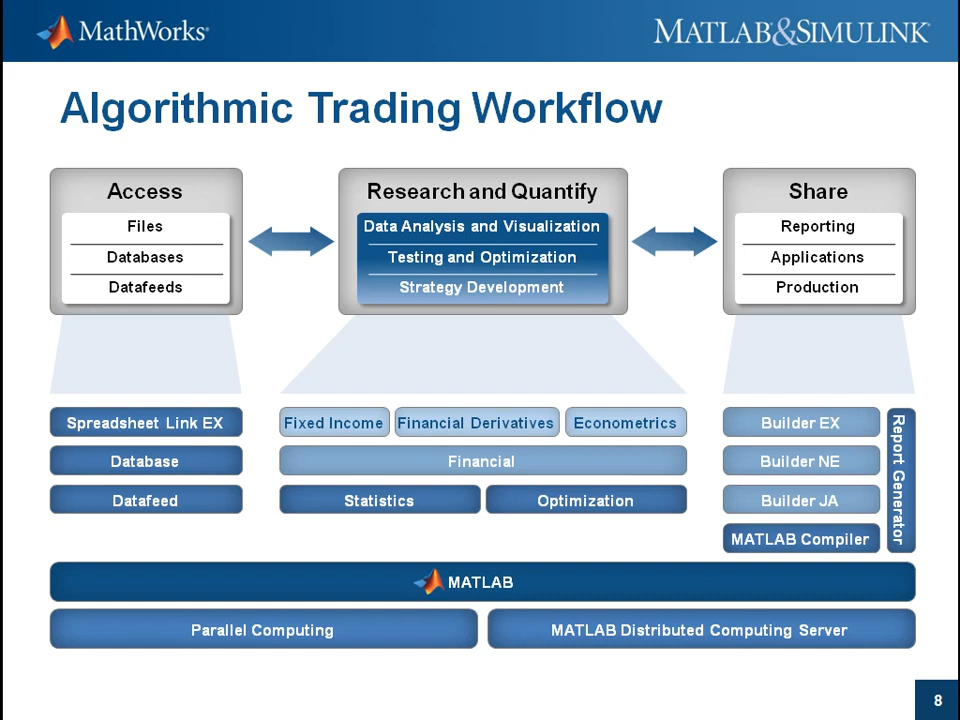 MathWorks®
MATLAB&SIMULINK®
Algorithmic Trading Workflow
Access
Files
Databases
Datafeeds
Research and Quantify
Data Analysis and Visualization
Testing and Optimization
Strategy Development
Share
Reporting
Applications
Production
Spreadsheet Link EX
Database
Datafeed
Fixed Income
Financial Derivatives
Econometrics
Financial
Statistics
Optimization
Builder EX
Builder NE
Builder JA
MATLAB Compiler
Report Generator
MATLAB
Parallel Computing
MATLAB Distributed Computing Server
8